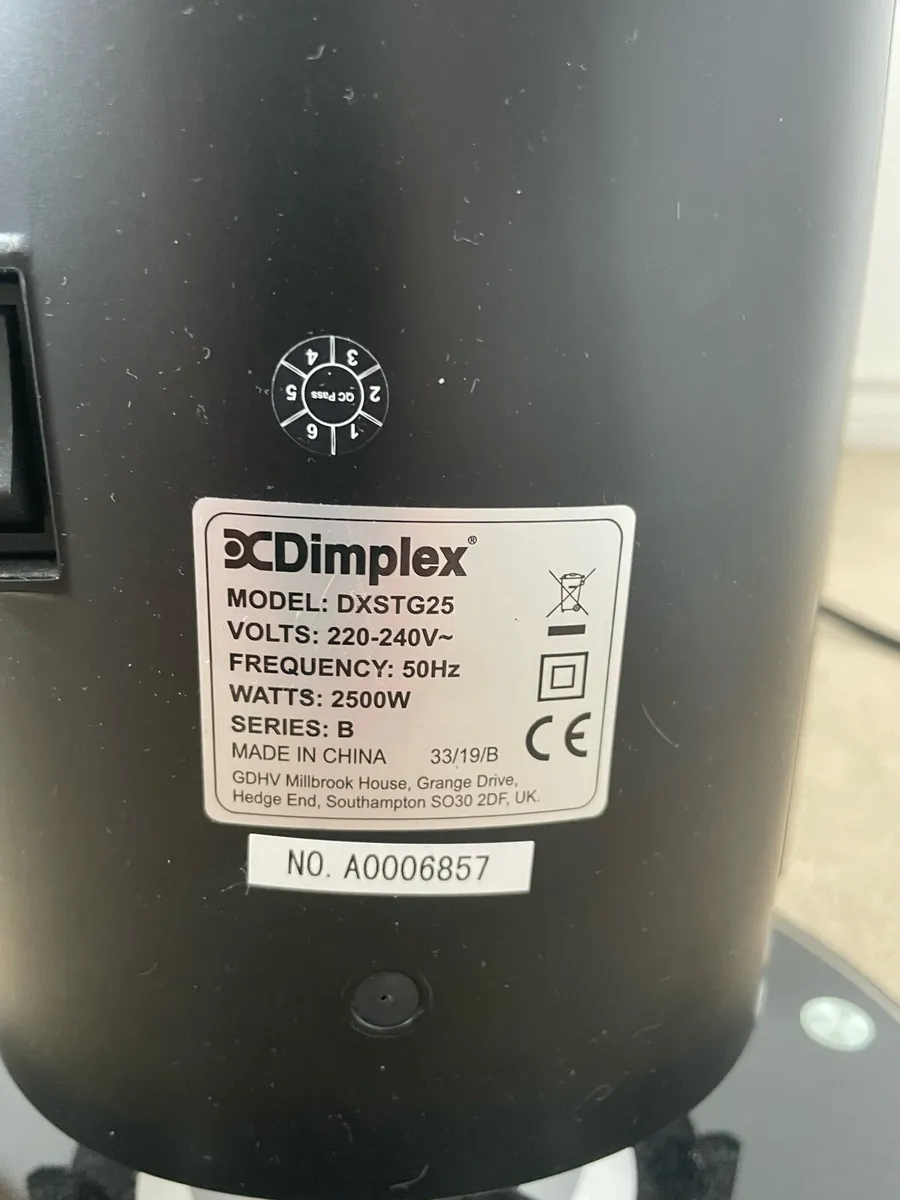 4 3
5 QC Pass 2
6 1
Dimplex®
MODEL: DXSTG25
VOLTS: 220-240V~
FREQUENCY: 50Hz
WATTS: 2500W
SERIES: B
MADE IN CHINA 33/19/B
GDHV Millbrook House, Grange Drive,
Hedge End, Southampton SO30 2DF, UK.
CE
NO. A0006857